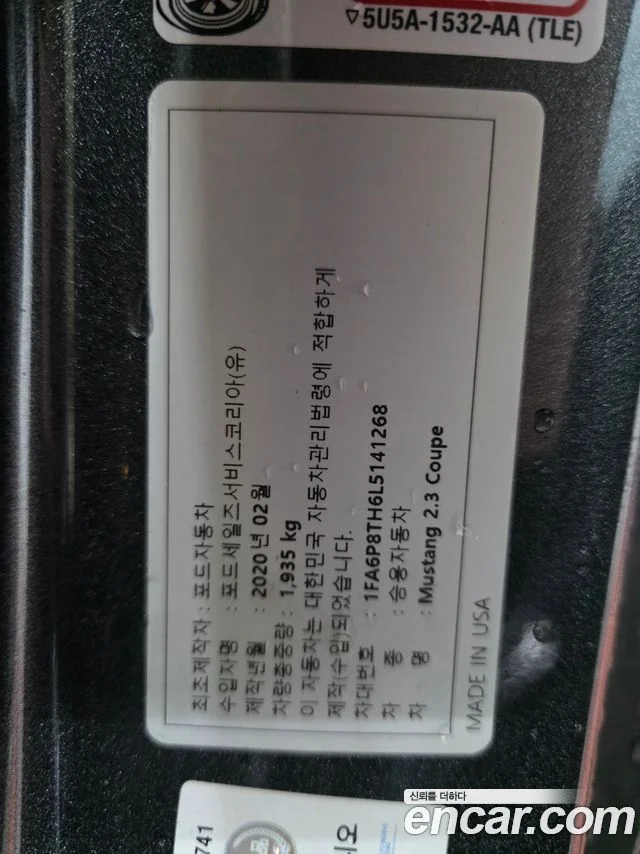 ▽5U5A-1532-AA (TLE)
최초제작자 : 포드자동차
수입자명 : 포드세일즈서비스코리아(유)
제작년월 : 2020년 02월
차량총중량 : 1,935 kg
이 자동차는 대한민국 자동차관리법령에 적합하게
제작(수입)되었습니다.
차대번호 : 1FA6P8TH6L5141268
차 종 : 승용자동차
차 명 : Mustang 2.3 Coupe
MADE IN USA
741
신뢰를 더하다
encar.com